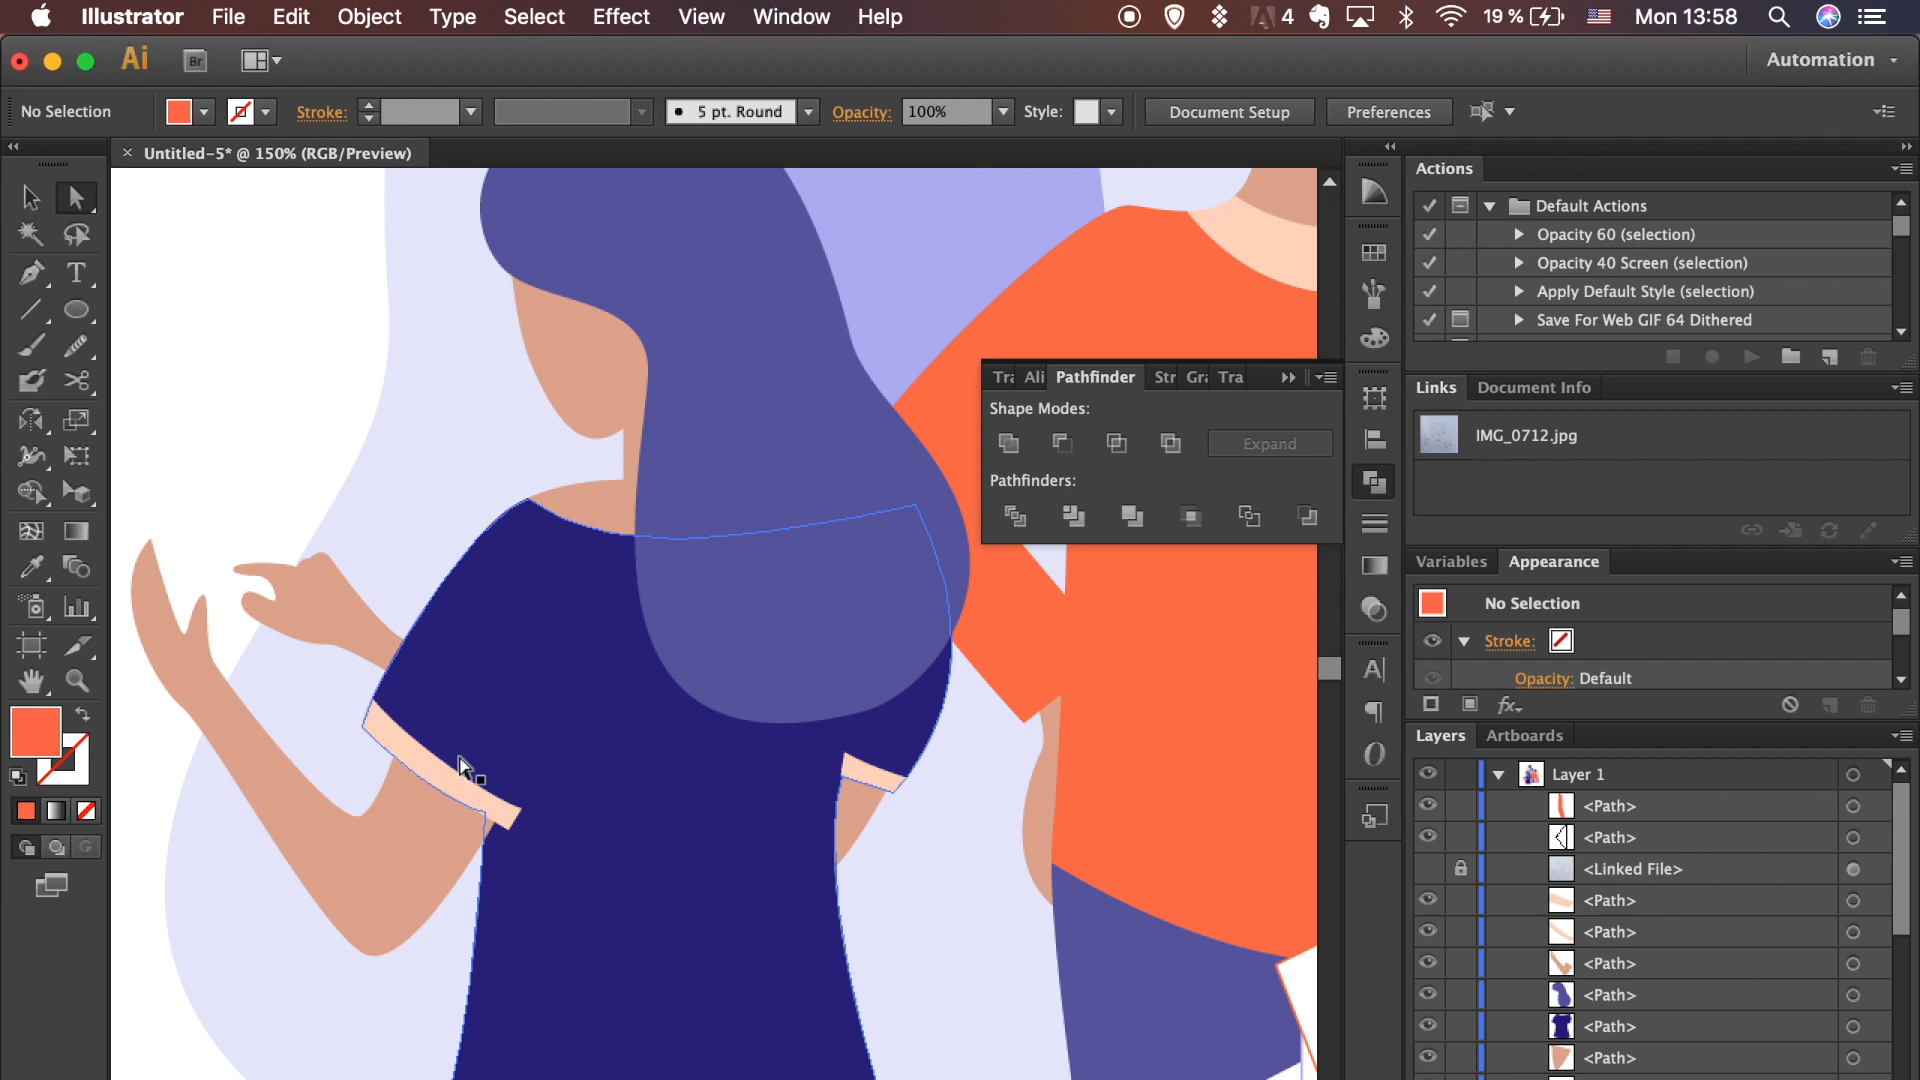 Illustrator File Edit Object Type Select Effect View Window Help 4 19 % Mon 13:58
Ai Br Automation
No Selection Stroke: 5 pt. Round Opacity: 100% Style: Document Setup Preferences
× Untitled-5* @ 150% (RGB/Preview)
Actions
Default Actions
Opacity 60 (selection)
Opacity 40 Screen (selection)
Apply Default Style (selection)
Save For Web GIF 64 Dithered
Tra Ali Pathfinder Str Gra Tra
Shape Modes:
Expand
Pathfinders:
Links Document Info
IMG_0712.jpg
Variables Appearance
No Selection
Stroke:
Opacity: Default
fx
Layers Artboards
Layer 1
<Path>
<Path>
<Linked File>
<Path>
<Path>
<Path>
<Path>
<Path>
<Path>